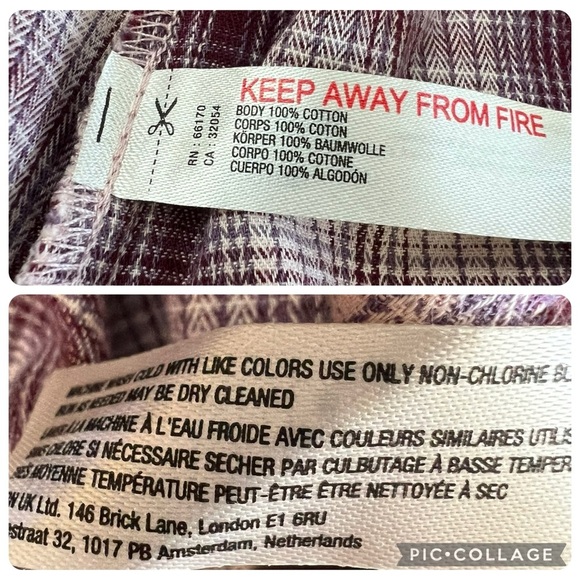 KEEP AWAY FROM FIRE
RN : 66170
CA : 32054
BODY 100% COTTON
CORPS 100% COTON
KÖRPER 100% BAUMWOLLE
CORPO 100% COTONE
CUERPO 100% ALGODÓN
MACHINE WASH COLD WITH LIKE COLORS USE ONLY NON-CHLORINE BL
IRON AS NEEDED MAY BE DRY CLEANED
LAVER À LA MACHINE À L'EAU FROIDE AVEC COULEURS SIMILAIRES UTILIS
SANS CHLORE SI NÉCESSAIRE SECHER PAR CULBUTAGE À BASSE TEMPER
MOYENNE TEMPÉRATURE PEUT-ÊTRE ÊTRE NETTOYÉE À SEC
UK Ltd. 146 Brick Lane, London E1 6RU
straat 32, 1017 PB Amsterdam, Netherlands
PIC•COLLAGE